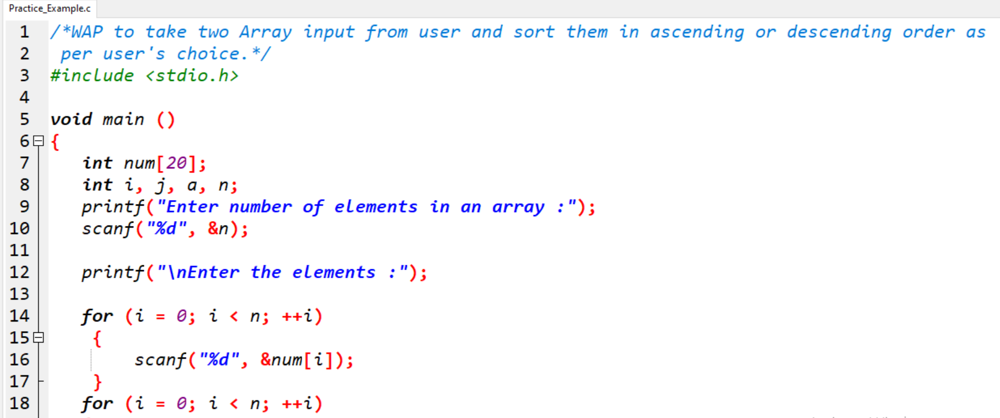 Practice_Example.c
1 /*WAP to take two Array input from user and sort them in ascending or descending order as
2 per user's choice.*/
3 #include <stdio.h>
4
5 void main ()
6 {
7 int num[20];
8 int i, j, a, n;
9 printf("Enter number of elements in an array :");
10 scanf("%d", &n);
11
12 printf("\nEnter the elements :");
13
14 for (i = 0; i < n; ++i)
15 {
16 scanf("%d", &num[i]);
17 }
18 for (i = 0; i < n; ++i)